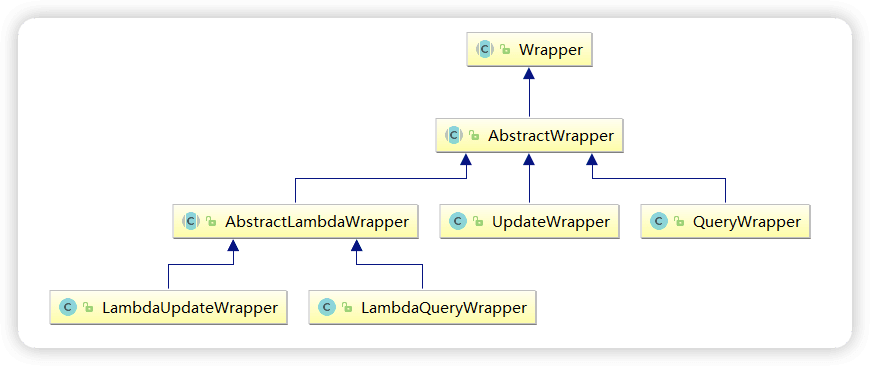 C Wrapper
C AbstractWrapper
C AbstractLambdaWrapper
C UpdateWrapper
C QueryWrapper
C LambdaUpdateWrapper
C LambdaQueryWrapper